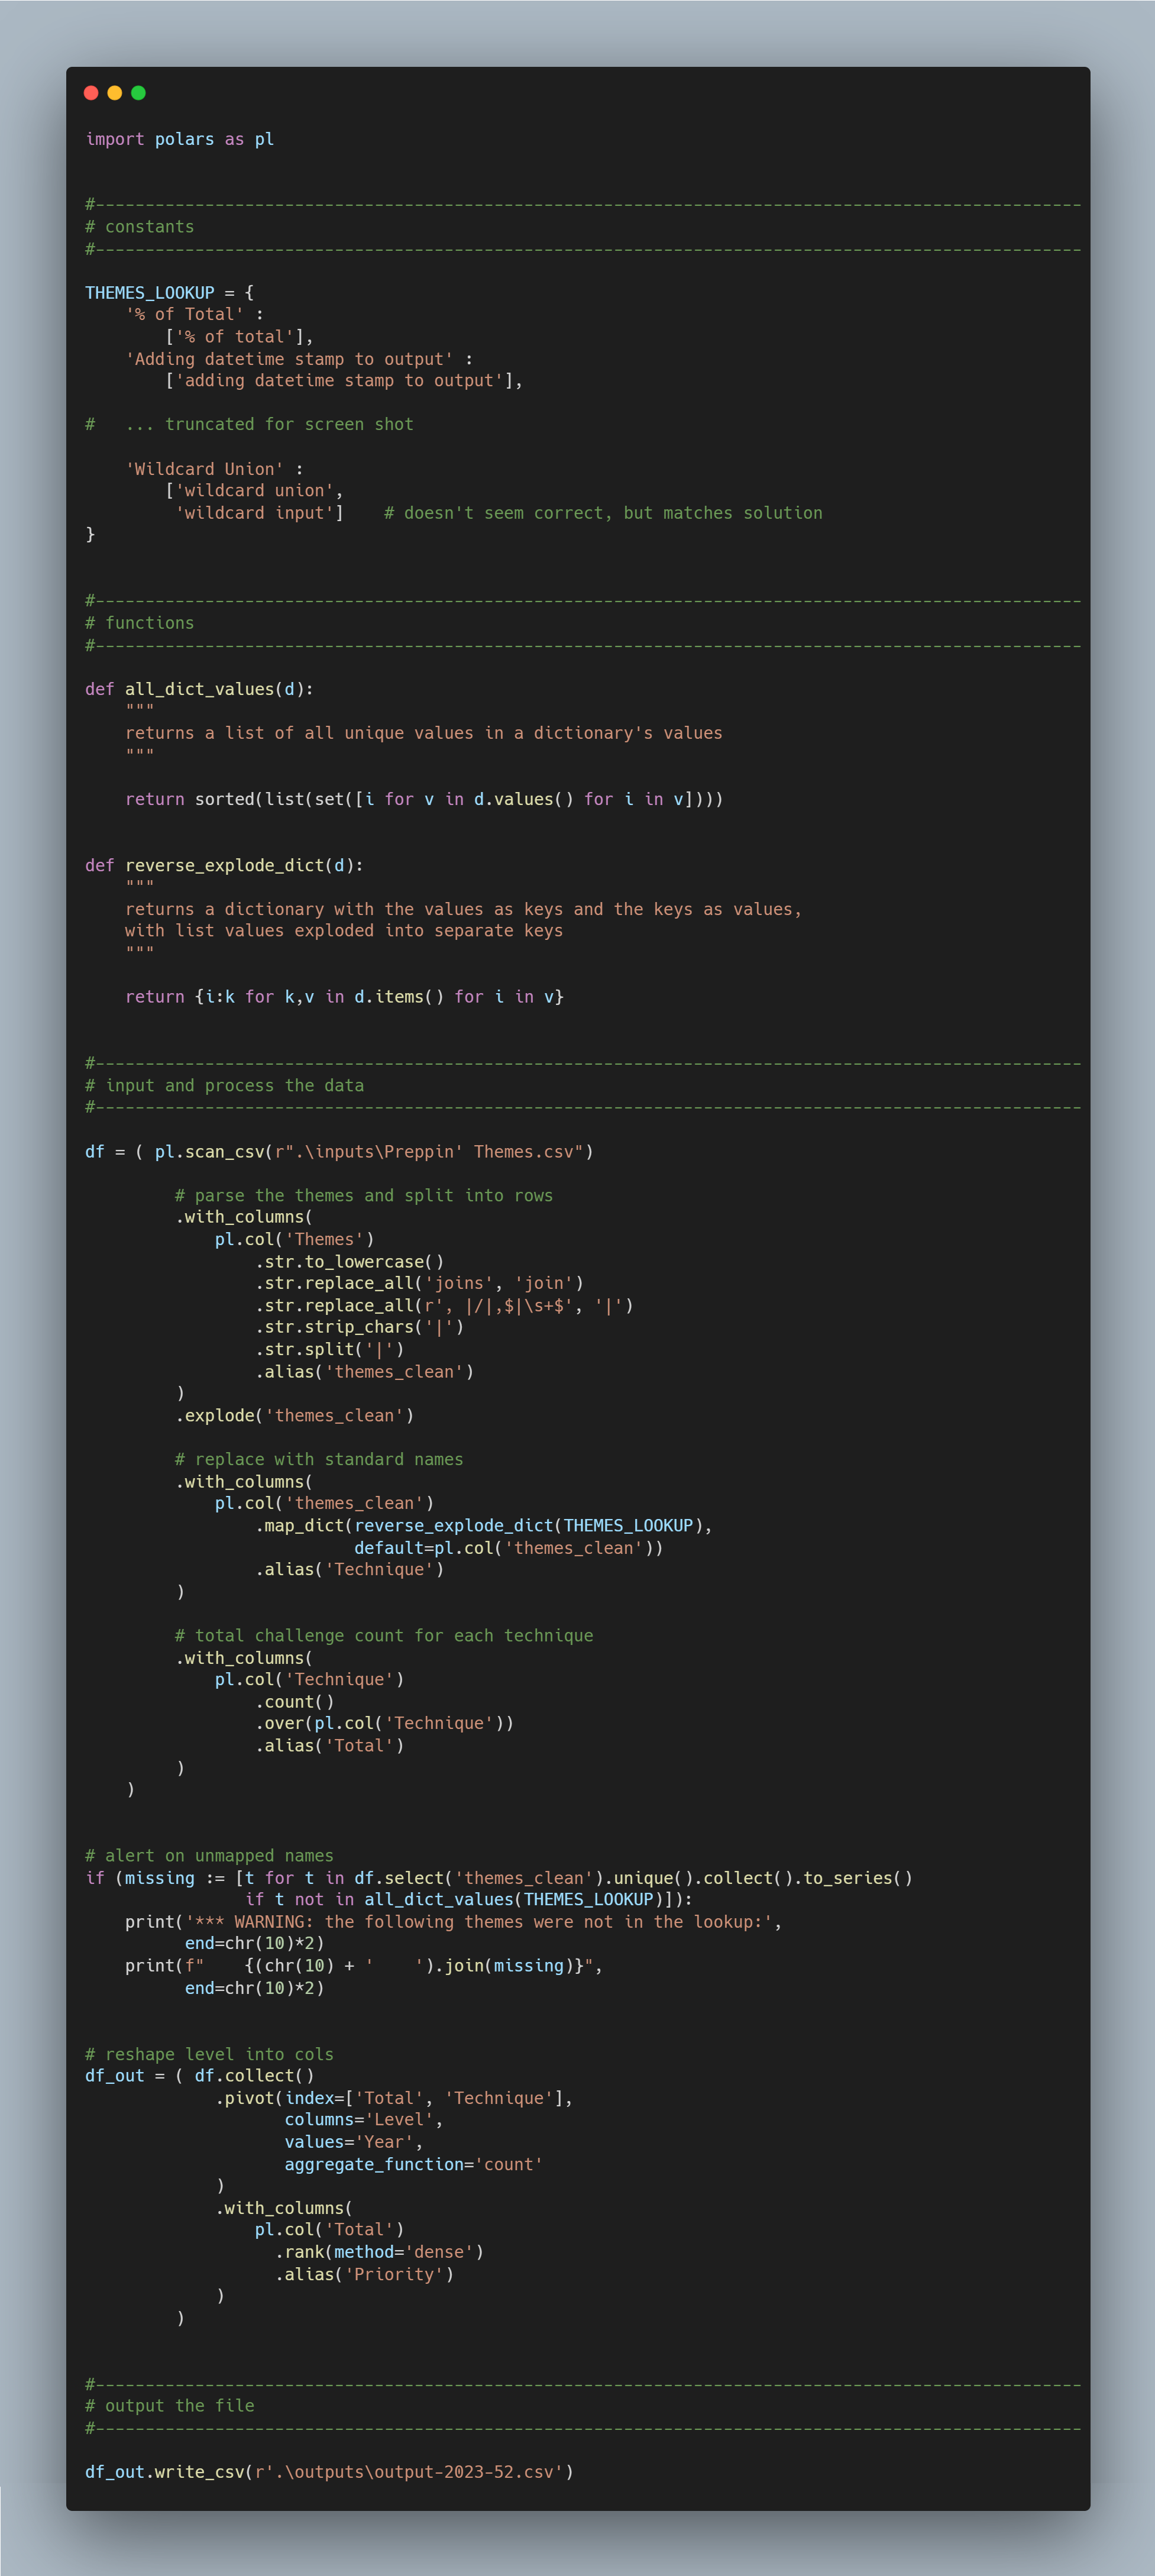 import polars as pl
#---------------------------------------------------------------------------------------------------
# constants
#---------------------------------------------------------------------------------------------------
THEMES_LOOKUP = {
    '% of Total' :
        ['% of total'],
    'Adding datetime stamp to output' :
        ['adding datetime stamp to output'],
#   ... truncated for screen shot
    'Wildcard Union' :
        ['wildcard union',
         'wildcard input']    # doesn't seem correct, but matches solution
}
#---------------------------------------------------------------------------------------------------
# functions
#---------------------------------------------------------------------------------------------------
def all_dict_values(d):
    """
    returns a list of all unique values in a dictionary's values
    """
    return sorted(list(set([i for v in d.values() for i in v])))
def reverse_explode_dict(d):
    """
    returns a dictionary with the values as keys and the keys as values,
    with list values exploded into separate keys
    """
    return {i:k for k,v in d.items() for i in v}
#---------------------------------------------------------------------------------------------------
# input and process the data
#---------------------------------------------------------------------------------------------------
df = ( pl.scan_csv(r".\inputs\Preppin' Themes.csv")
         # parse the themes and split into rows
         .with_columns(
             pl.col('Themes')
                 .str.to_lowercase()
                 .str.replace_all('joins', 'join')
                 .str.replace_all(r', |/|,$|\s+$', '|')
                 .str.strip_chars('|')
                 .str.split('|')
                 .alias('themes_clean')
         )
         .explode('themes_clean')
         # replace with standard names
         .with_columns(
             pl.col('themes_clean')
                 .map_dict(reverse_explode_dict(THEMES_LOOKUP),
                           default=pl.col('themes_clean'))
                 .alias('Technique')
         )
         # total challenge count for each technique
         .with_columns(
             pl.col('Technique')
                 .count()
                 .over(pl.col('Technique'))
                 .alias('Total')
         )
    )
# alert on unmapped names
if (missing := [t for t in df.select('themes_clean').unique().collect().to_series()
                if t not in all_dict_values(THEMES_LOOKUP)]):
    print('*** WARNING: the following themes were not in the lookup:',
          end=chr(10)*2)
    print(f"    {(chr(10) + '    ').join(missing)}",
          end=chr(10)*2)
# reshape level into cols
df_out = ( df.collect()
             .pivot(index=['Total', 'Technique'],
                    columns='Level',
                    values='Year',
                    aggregate_function='count'
             )
             .with_columns(
                 pl.col('Total')
                   .rank(method='dense')
                   .alias('Priority')
             )
         )
#---------------------------------------------------------------------------------------------------
# output the file
#---------------------------------------------------------------------------------------------------
df_out.write_csv(r'.\outputs\output-2023-52.csv')